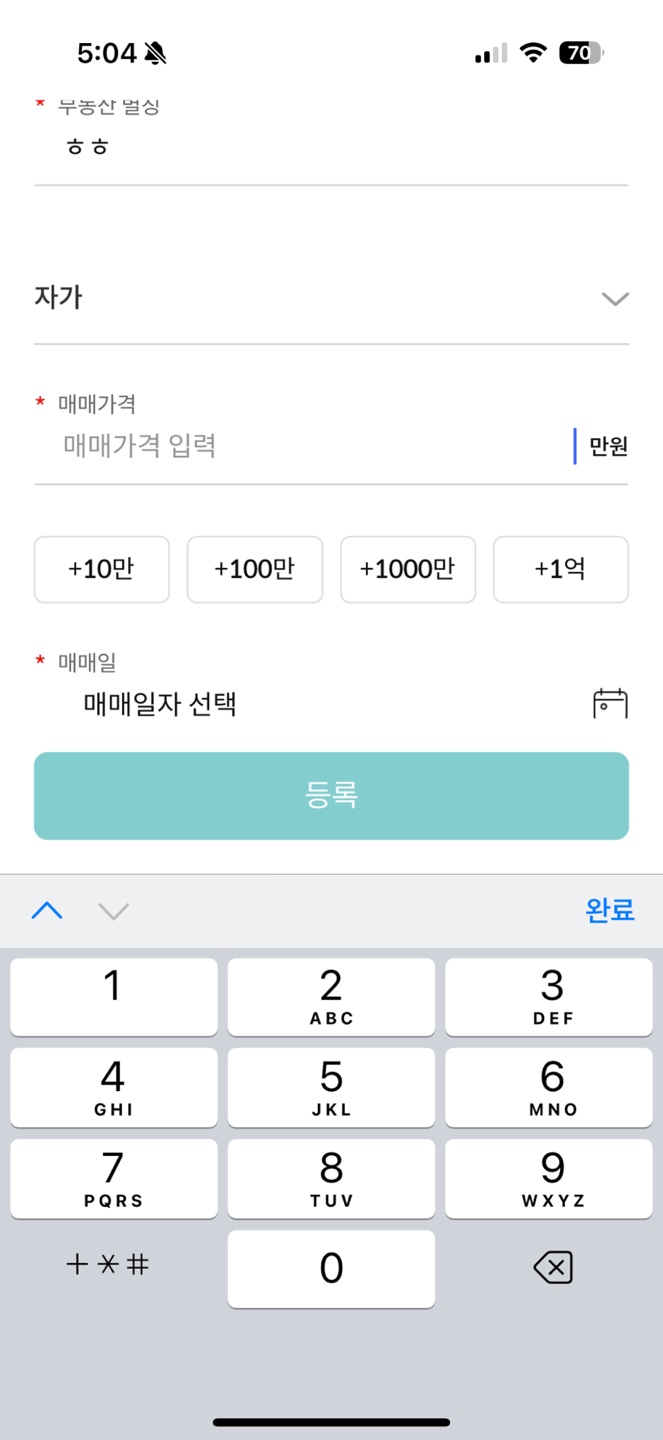 5:04
70
* 부동산 별칭
ㅎㅎ
자가
* 매매가격
매매가격 입력
만원
+10만 +100만 +1000만 +1억
* 매매일
매매일자 선택
등록
완료
1 2 3
ABC DEF
4 5 6
GHI JKL MNO
7 8 9
PQRS TUV WXYZ
+*# 0